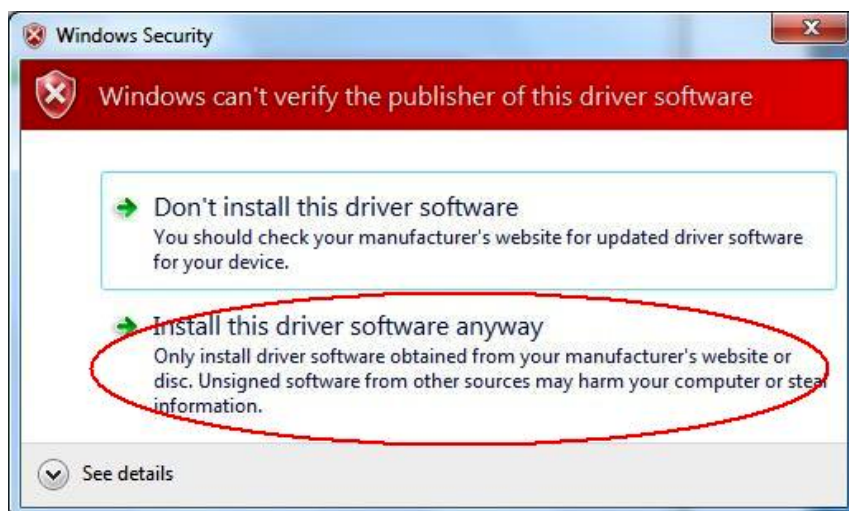 Windows Security
Windows can't verify the publisher of this driver software
Don't install this driver software
You should check your manufacturer's website for updated driver software
for your device.
Install this driver software anyway
Only install driver software obtained from your manufacturer's website or
disc. Unsigned software from other sources may harm your computer or steal
information.
See details